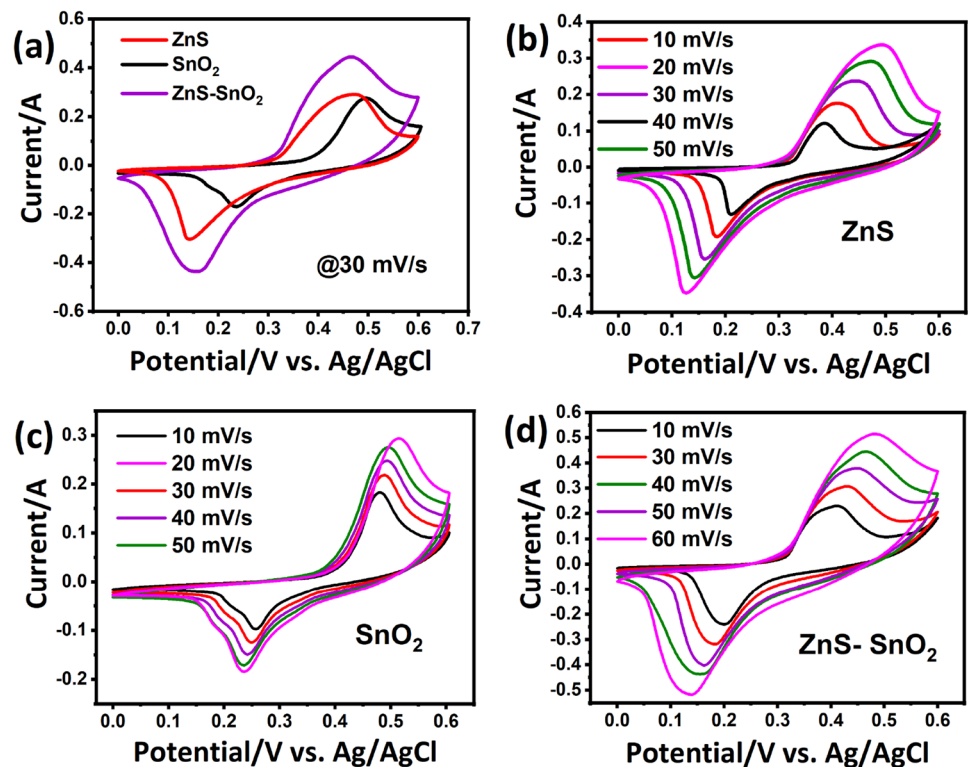 (a)
ZnS
SnO₂
ZnS-SnO₂
@30 mV/s
Current/A
0.6
0.4
0.2
0.0
-0.2
-0.4
-0.6
0.0 0.1 0.2 0.3 0.4 0.5 0.6 0.7
Potential/V vs. Ag/AgCl
(b)
10 mV/s
20 mV/s
30 mV/s
40 mV/s
50 mV/s
ZnS
Current/A
0.4
0.3
0.2
0.1
0.0
-0.1
-0.2
-0.3
-0.4
0.0 0.1 0.2 0.3 0.4 0.5 0.6
Potential/V vs. Ag/AgCl
(c)
10 mV/s
20 mV/s
30 mV/s
40 mV/s
50 mV/s
SnO₂
Current/A
0.3
0.2
0.1
0.0
-0.1
-0.2
0.0 0.1 0.2 0.3 0.4 0.5 0.6
Potential/V vs. Ag/AgCl
(d)
10 mV/s
30 mV/s
40 mV/s
50 mV/s
60 mV/s
ZnS- SnO₂
Current/A
0.6
0.5
0.4
0.3
0.2
0.1
0.0
-0.1
-0.2
-0.3
-0.4
-0.5
0.0 0.1 0.2 0.3 0.4 0.5 0.6
Potential/V vs. Ag/AgCl